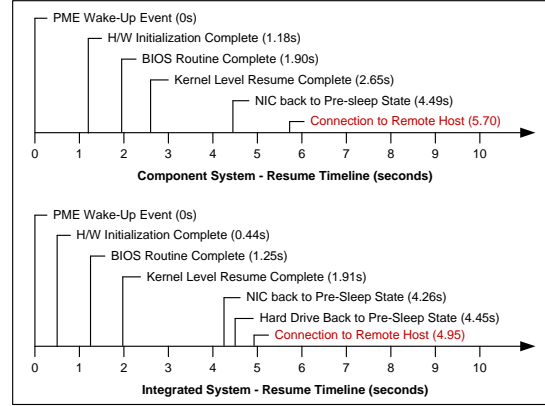 PME Wake-Up Event (0s)
H/W Initialization Complete (1.18s)
BIOS Routine Complete (1.90s)
Kernel Level Resume Complete (2.65s)
NIC back to Pre-sleep State (4.49s)
Connection to Remote Host (5.70)
0 1 2 3 4 5 6 7 8 9 10
Component System - Resume Timeline (seconds)
PME Wake-Up Event (0s)
H/W Initialization Complete (0.44s)
BIOS Routine Complete (1.25s)
Kernel Level Resume Complete (1.91s)
NIC back to Pre-Sleep State (4.26s)
Hard Drive Back to Pre-Sleep State (4.45s)
Connection to Remote Host (4.95)
0 1 2 3 4 5 6 7 8 9 10
Integrated System - Resume Timeline (seconds)